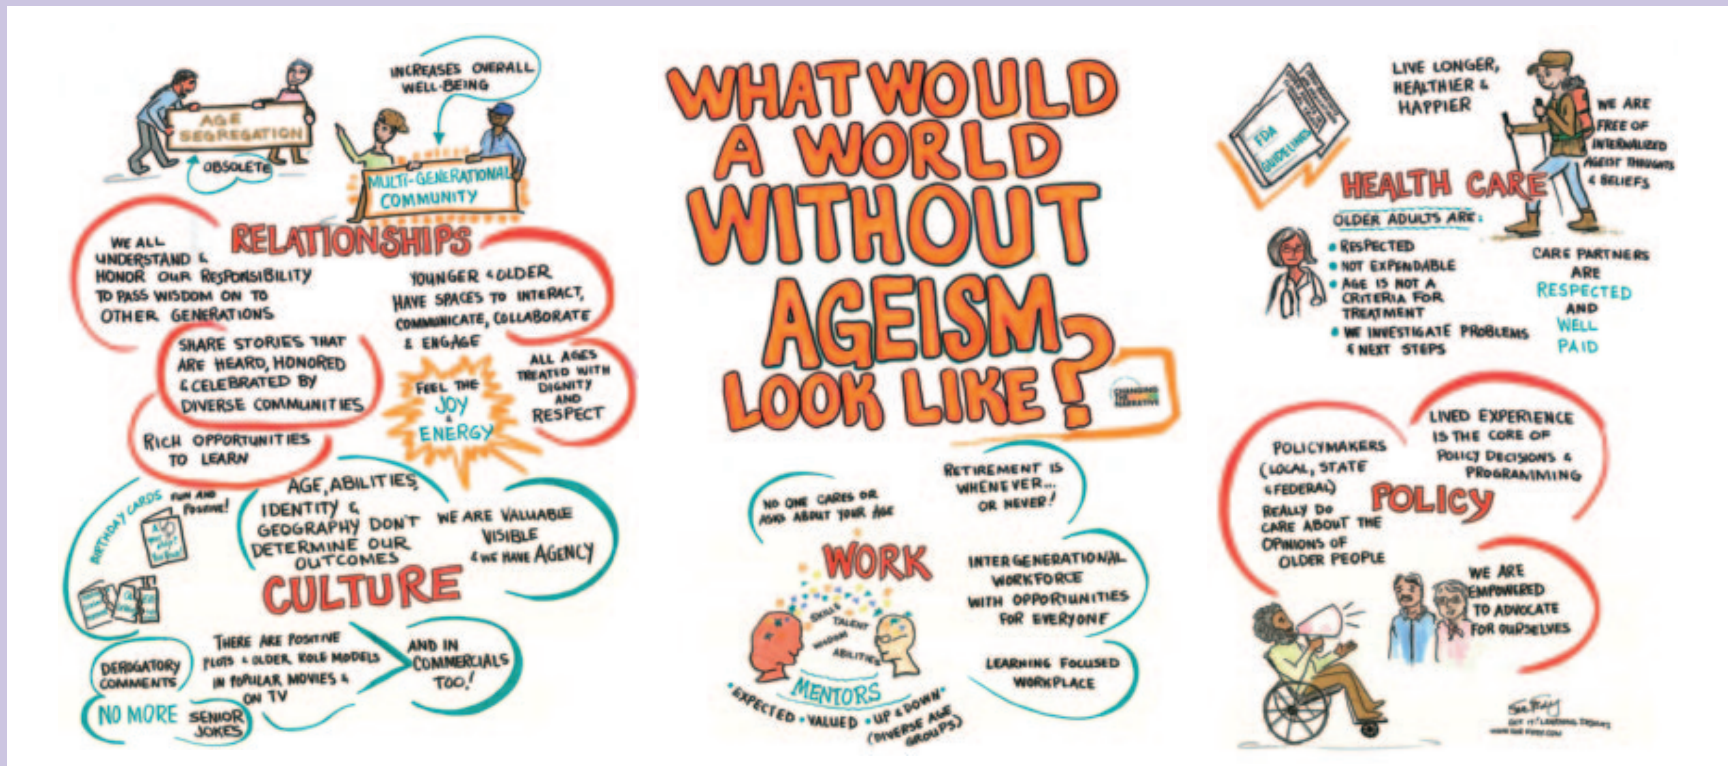 AGE
SEGREGATION
OBSOLETE
INCREASES OVERALL
WELL-BEING
MULTI-GENERATIONAL
COMMUNITY
RELATIONSHIPS
WE ALL
UNDERSTAND &
HONOR OUR RESPONSIBILITY
TO PASS WISDOM ON TO
OTHER GENERATIONS
YOUNGER & OLDER
HAVE SPACES TO INTERACT,
COMMUNICATE, COLLABORATE
& ENGAGE
SHARE STORIES THAT
ARE HEARD, HONORED
& CELEBRATED BY
DIVERSE COMMUNITIES
FEEL THE
JOY
&
ENERGY
ALL AGES
TREATED WITH
DIGNITY
AND
RESPECT
RICH OPPORTUNITIES
TO LEARN
BIRTHDAY CARDS
FUN AND
POSITIVE!
AGE, ABILITIES,
IDENTITY &
GEOGRAPHY DON'T
DETERMINE OUR
OUTCOMES
WE ARE VALUABLE
VISIBLE
& WE HAVE AGENCY
CULTURE
DEROGATORY
COMMENTS
NO MORE
SENIOR
JOKES
THERE ARE POSITIVE
PLOTS & OLDER ROLE MODELS
IN POPULAR MOVIES &
ON TV
AND IN
COMMERCIALS
TOO!
WHAT WOULD
A WORLD
WITHOUT
AGEISM
LOOK LIKE?
CHANGING
THE
NARRATIVE
NO ONE CARES OR
ASKS ABOUT YOUR AGE
RETIREMENT IS
WHENEVER...
OR NEVER!
WORK
SKILLS
TALENT
WISDOM
ABILITIES
MENTORS
• EXPECTED • VALUED • UP & DOWN
(DIVERSE AGE
GROUPS)
INTERGENERATIONAL
WORKFORCE
WITH OPPORTUNITIES
FOR EVERYONE
LEARNING FOCUSED
WORKPLACE
FDA
GUIDELINES
LIVE LONGER,
HEALTHIER &
HAPPIER
WE ARE
FREE OF
INTERNALIZED
AGEIST THOUGHTS
& BELIEFS
HEALTH CARE
OLDER ADULTS ARE:
• RESPECTED
• NOT EXPENDABLE
• AGE IS NOT A
CRITERIA FOR
TREATMENT
• WE INVESTIGATE PROBLEMS
& NEXT STEPS
CARE PARTNERS
ARE
RESPECTED
AND
WELL
PAID
POLICYMAKERS
(LOCAL, STATE
& FEDERAL)
REALLY DO
CARE ABOUT THE
OPINIONS OF
OLDER PEOPLE
LIVED EXPERIENCE
IS THE CORE OF
POLICY DECISIONS &
PROGRAMMING
POLICY
WE ARE
EMPOWERED
TO ADVOCATE
FOR OURSELVES